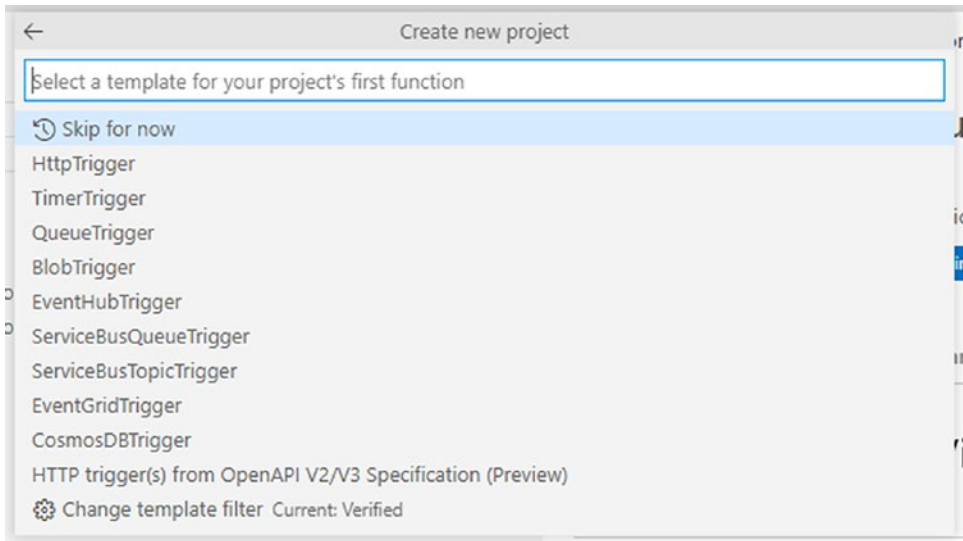 Create new project
Select a template for your project's first function
Skip for now
HttpTrigger
TimerTrigger
QueueTrigger
BlobTrigger
EventHubTrigger
ServiceBusQueueTrigger
ServiceBusTopicTrigger
EventGridTrigger
CosmosDBTrigger
HTTP trigger(s) from OpenAPI V2/V3 Specification (Preview)
Change template filter Current: Verified